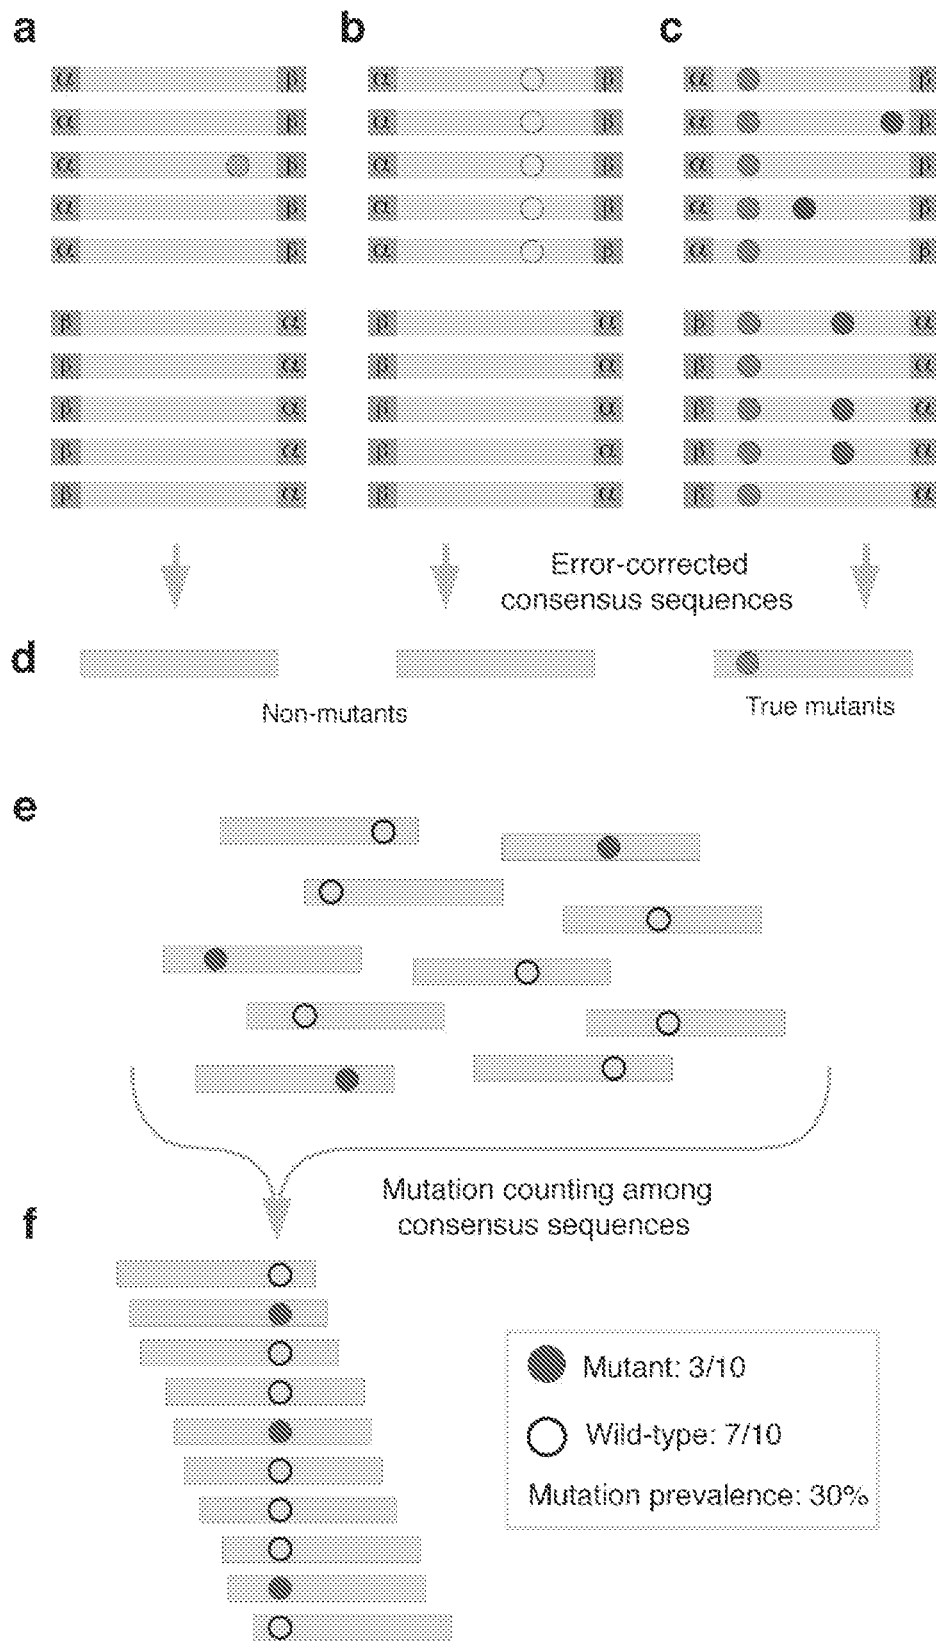 a b c
α β α β α β
α β α β α β
α β α β α β
α β α β α β
α β α β α β
β α β α β α
β α β α β α
β α β α β α
β α β α β α
β α β α β α
Error-corrected
consensus sequences
d
Non-mutants
True mutants
e
Mutation counting among
consensus sequences
f
Mutant: 3/10
Wild-type: 7/10
Mutation prevalence: 30%